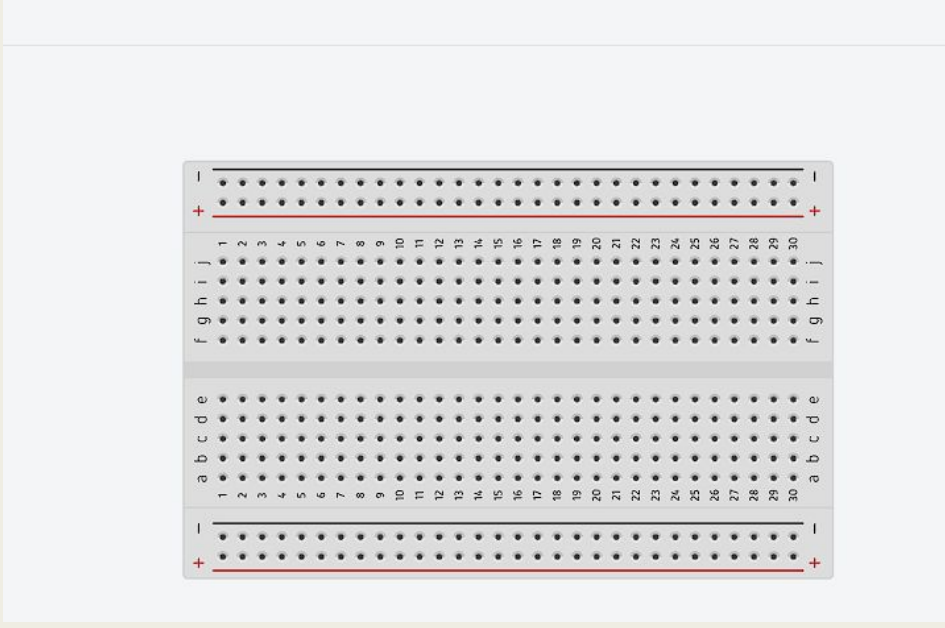 − −
+ +
1 2 3 4 5 6 7 8 9 10 11 12 13 14 15 16 17 18 19 20 21 22 23 24 25 26 27 28 29 30
j j
i i
h h
g g
f f
e e
d d
c c
b b
a a
1 2 3 4 5 6 7 8 9 10 11 12 13 14 15 16 17 18 19 20 21 22 23 24 25 26 27 28 29 30
− −
+ +